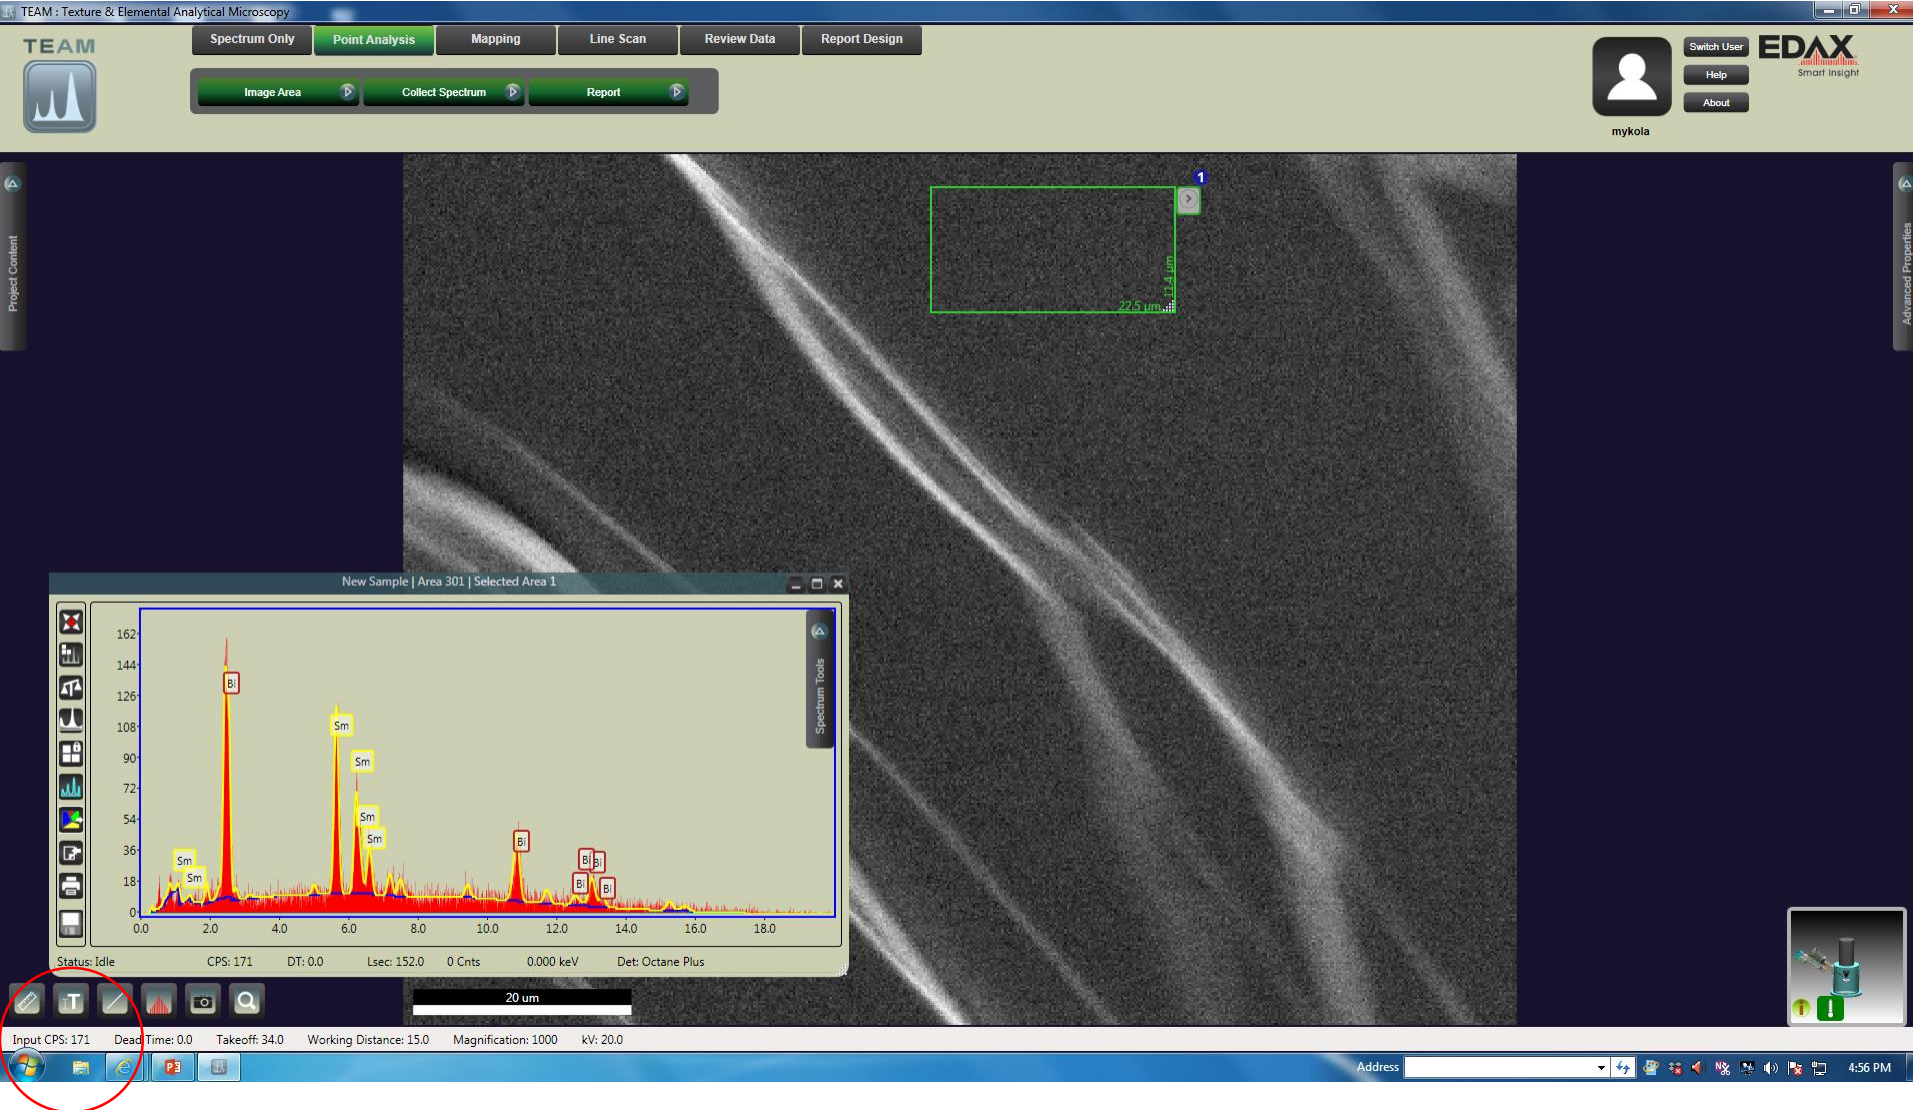 TEAM : Texture & Elemental Analytical Microscopy
TEAM
Spectrum Only
Point Analysis
Mapping
Line Scan
Review Data
Report Design
Image Area
Collect Spectrum
Report
mykola
Switch User
Help
About
EDAX
Smart Insight
Project Content
Advanced Properties
1
11.4 µm
22.5 µm
New Sample | Area 301 | Selected Area 1
Spectrum Tools
162
144
126
108
90
72
54
36
18
0
Bi
Sm
Sm
Sm
Sm
Sm
Sm
Bi
Bi
Bi
Bi
Bi
0.0 2.0 4.0 6.0 8.0 10.0 12.0 14.0 16.0 18.0
Status: Idle CPS: 171 DT: 0.0 Lsec: 152.0 0 Cnts 0.000 keV Det: Octane Plus
T
20 um
Input CPS: 171 Dead Time: 0.0 Takeoff: 34.0 Working Distance: 15.0 Magnification: 1000 kV: 20.0
Address
4:56 PM